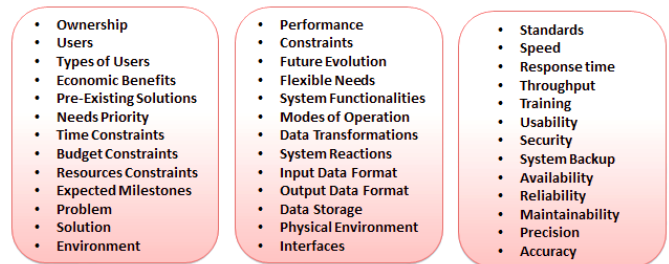 • Ownership
• Users
• Types of Users
• Economic Benefits
• Pre-Existing Solutions
• Needs Priority
• Time Constraints
• Budget Constraints
• Resources Constraints
• Expected Milestones
• Problem
• Solution
• Environment
• Performance
• Constraints
• Future Evolution
• Flexible Needs
• System Functionalities
• Modes of Operation
• Data Transformations
• System Reactions
• Input Data Format
• Output Data Format
• Data Storage
• Physical Environment
• Interfaces
• Standards
• Speed
• Response time
• Throughput
• Training
• Usability
• Security
• System Backup
• Availability
• Reliability
• Maintainability
• Precision
• Accuracy